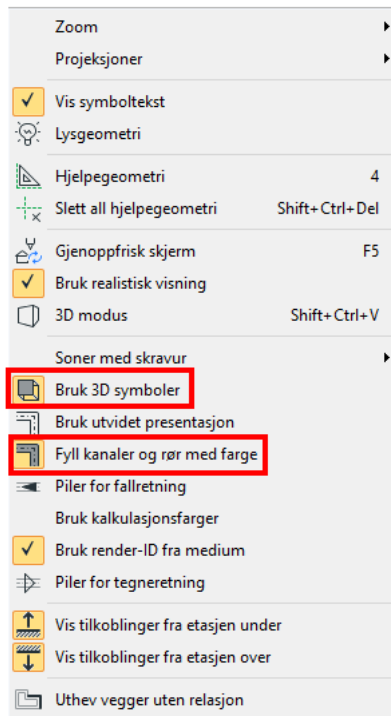 Zoom
Projeksjoner
Vis symboltekst
Lysgeometri
Hjelpegeometri 4
Slett all hjelpegeometri Shift+Ctrl+Del
Gjenoppfrisk skjerm F5
Bruk realistisk visning
3D modus Shift+Ctrl+V
Soner med skravur
Bruk 3D symboler
Bruk utvidet presentasjon
Fyll kanaler og rør med farge
Piler for fallretning
Bruk kalkulasjonsfarger
Bruk render-ID fra medium
Piler for tegneretning
Vis tilkoblinger fra etasjen under
Vis tilkoblinger fra etasjen over
Uthev vegger uten relasjon